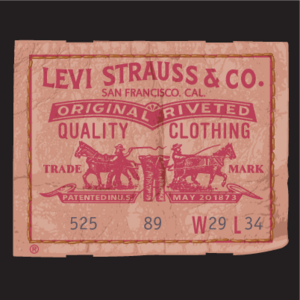 LEVI STRAUSS & CO.
SAN FRANCISCO, CAL.
ORIGINAL RIVETED
QUALITY CLOTHING
TRADE MARK
PATENTED IN U.S. MAY 20 1873
525 89 W29 L34
®